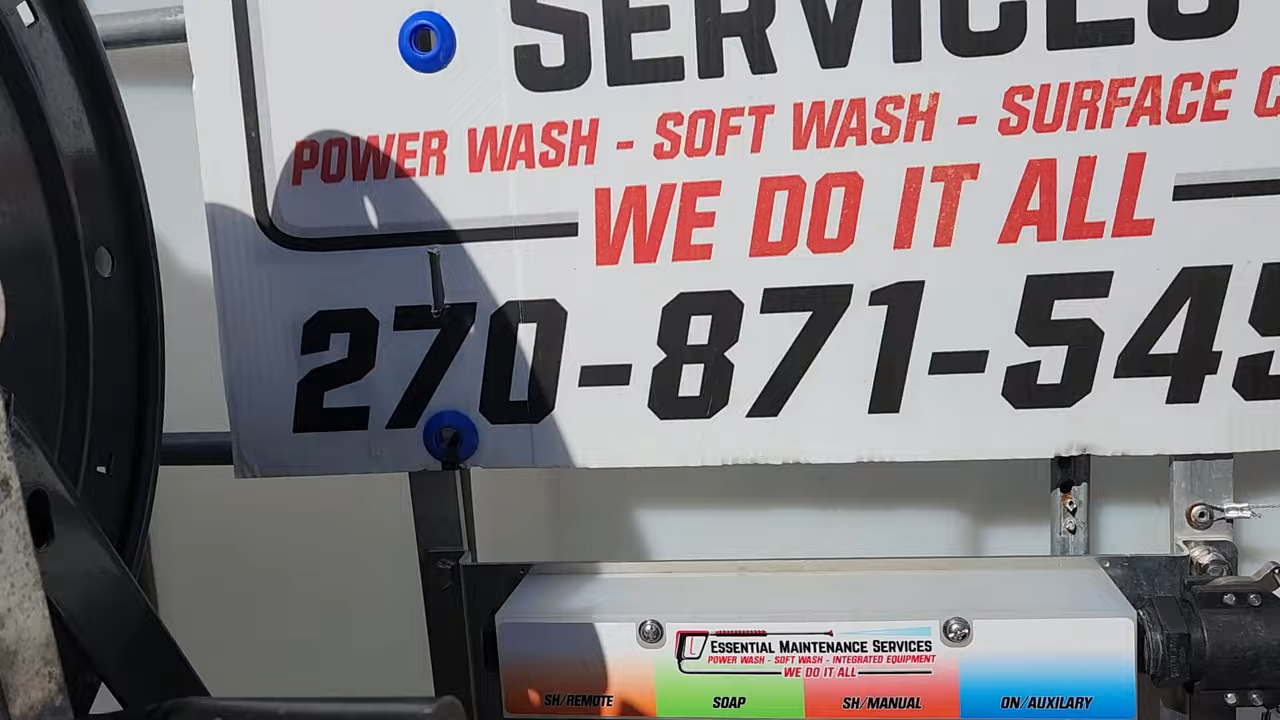 SERVICES
POWER WASH - SOFT WASH - SURFACE
WE DO IT ALL
270-871-545
ESSENTIAL MAINTENANCE SERVICES
POWER WASH - SOFT WASH - INTEGRATED EQUIPMENT
WE DO IT ALL
SH/REMOTE SOAP SH/MANUAL ON/AUXILARY